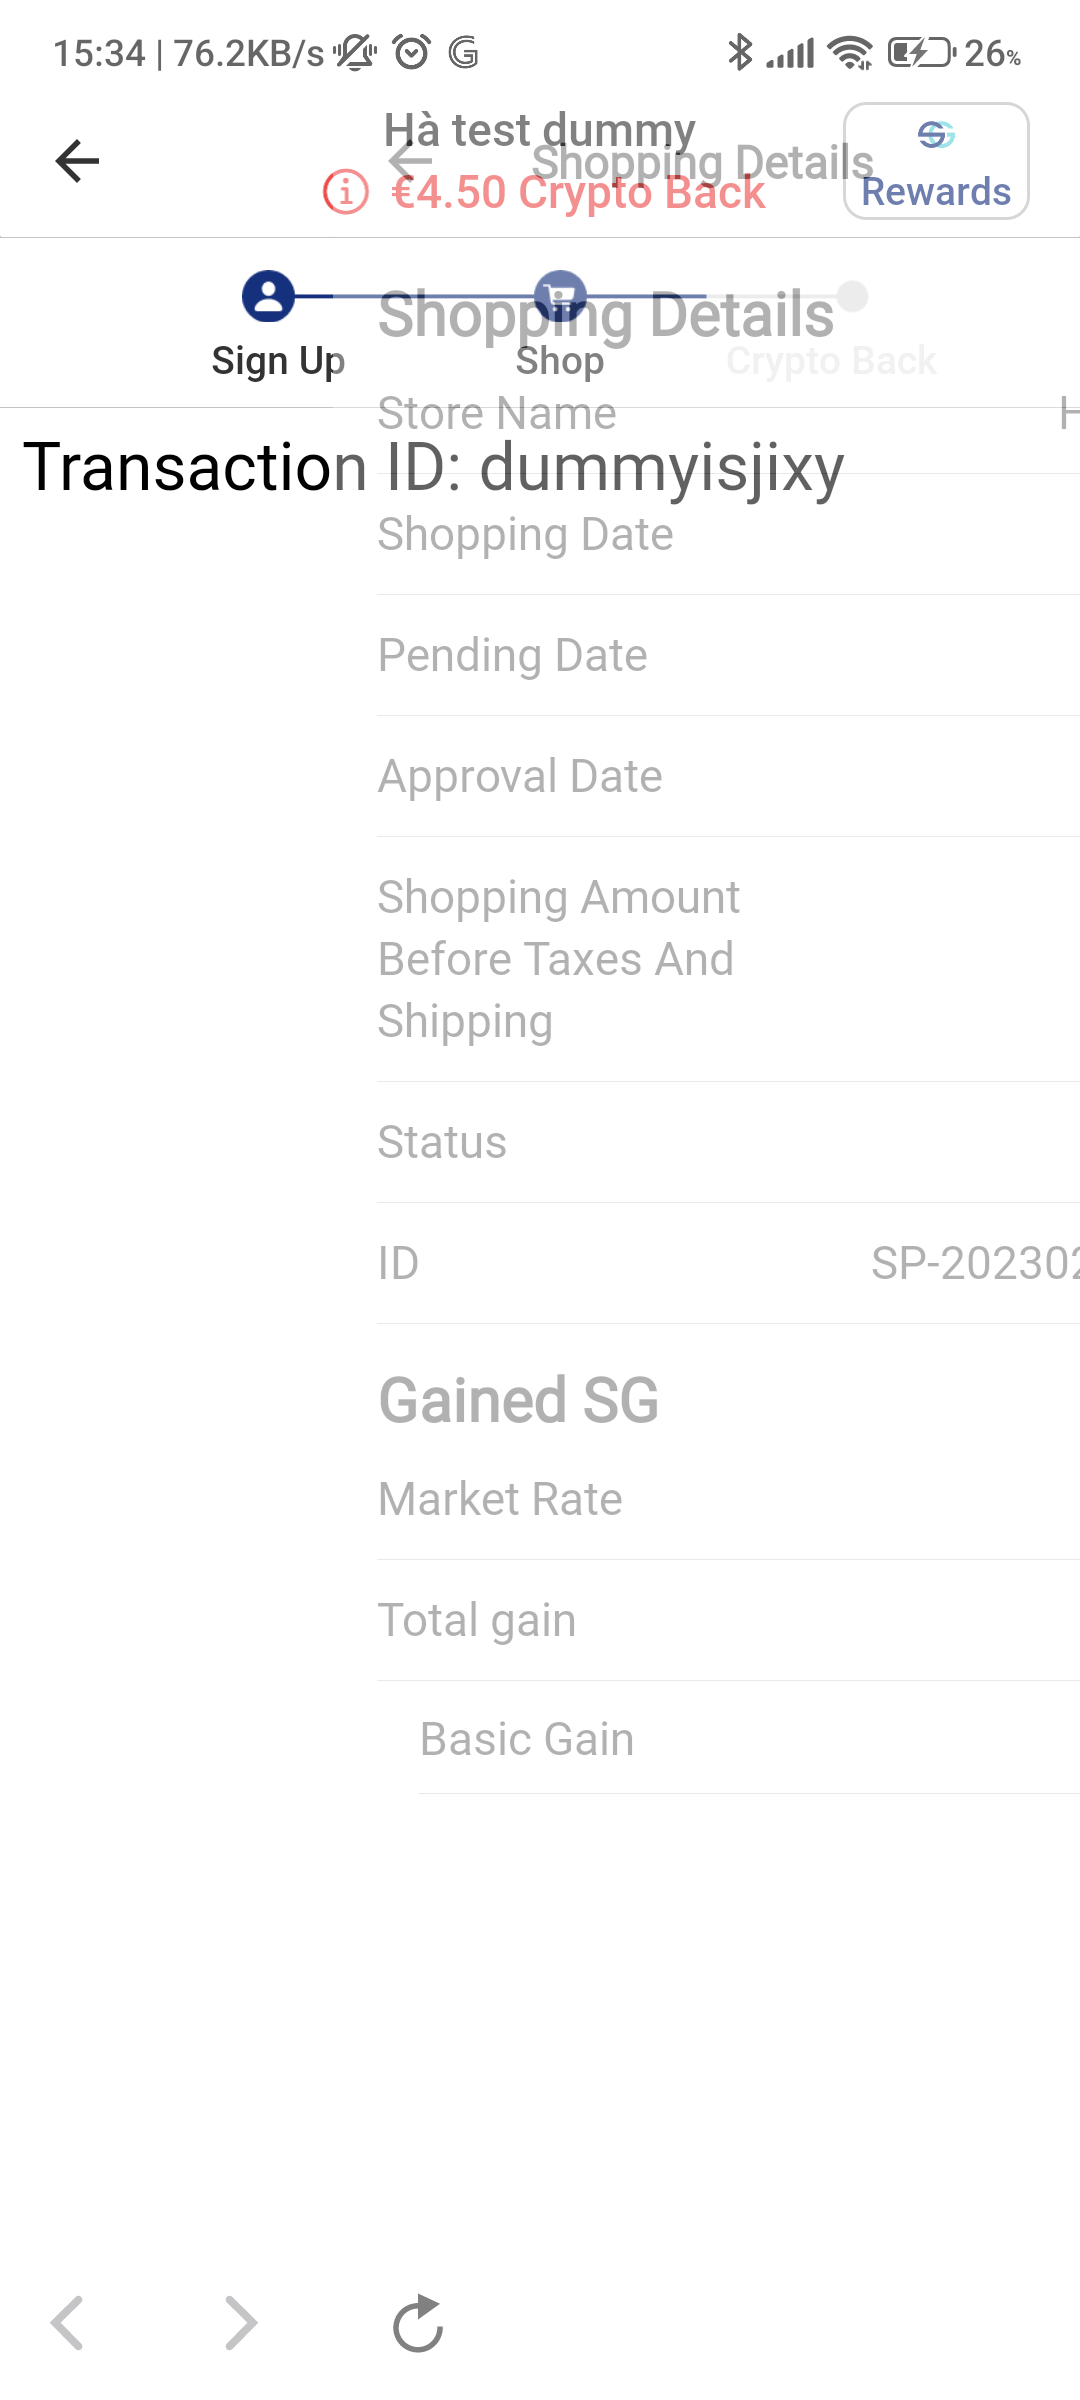 15:34 | 76.2KB/s
26%
Hà test dummy
Shopping Details
€4.50 Crypto Back
Rewards
Shopping Details
Sign Up
Shop
Crypto Back
Store Name
H
Transaction ID: dummyisjixy
Shopping Date
Pending Date
Approval Date
Shopping Amount
Before Taxes And
Shipping
Status
ID
SP-202302
Gained SG
Market Rate
Total gain
Basic Gain